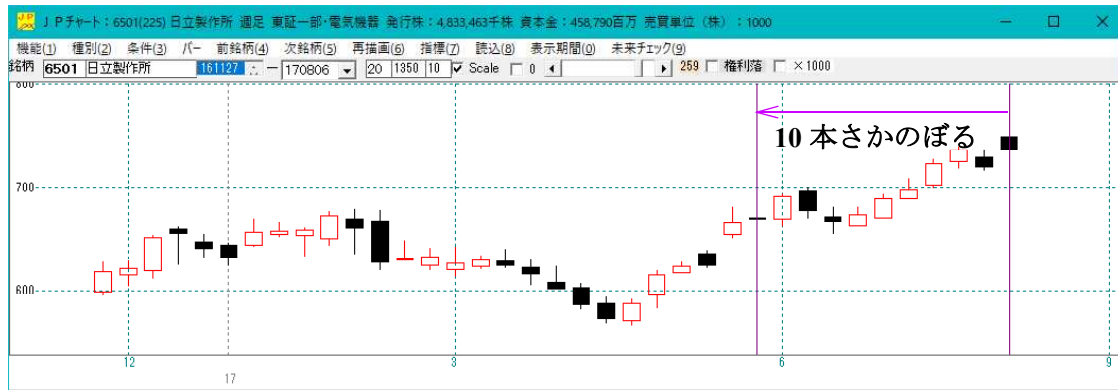 JPチャート：6501(225) 日立製作所 週足 東証一部・電気機器 発行株：4,833,463千株 資本金：458,790百万 売買単位（株）：1000
機能(1) 種別(2) 条件(3) バー 前銘柄(4) 次銘柄(5) 再描画(6) 指標(7) 読込(8) 表示期間(0) 未来チェック(9)
銘柄 6501 日立製作所 161127 ー 170806 20 1350 10 Scale 0 259 権利落 ×1000
800
10 本さかのぼる
700
600
12 3 6 9
17